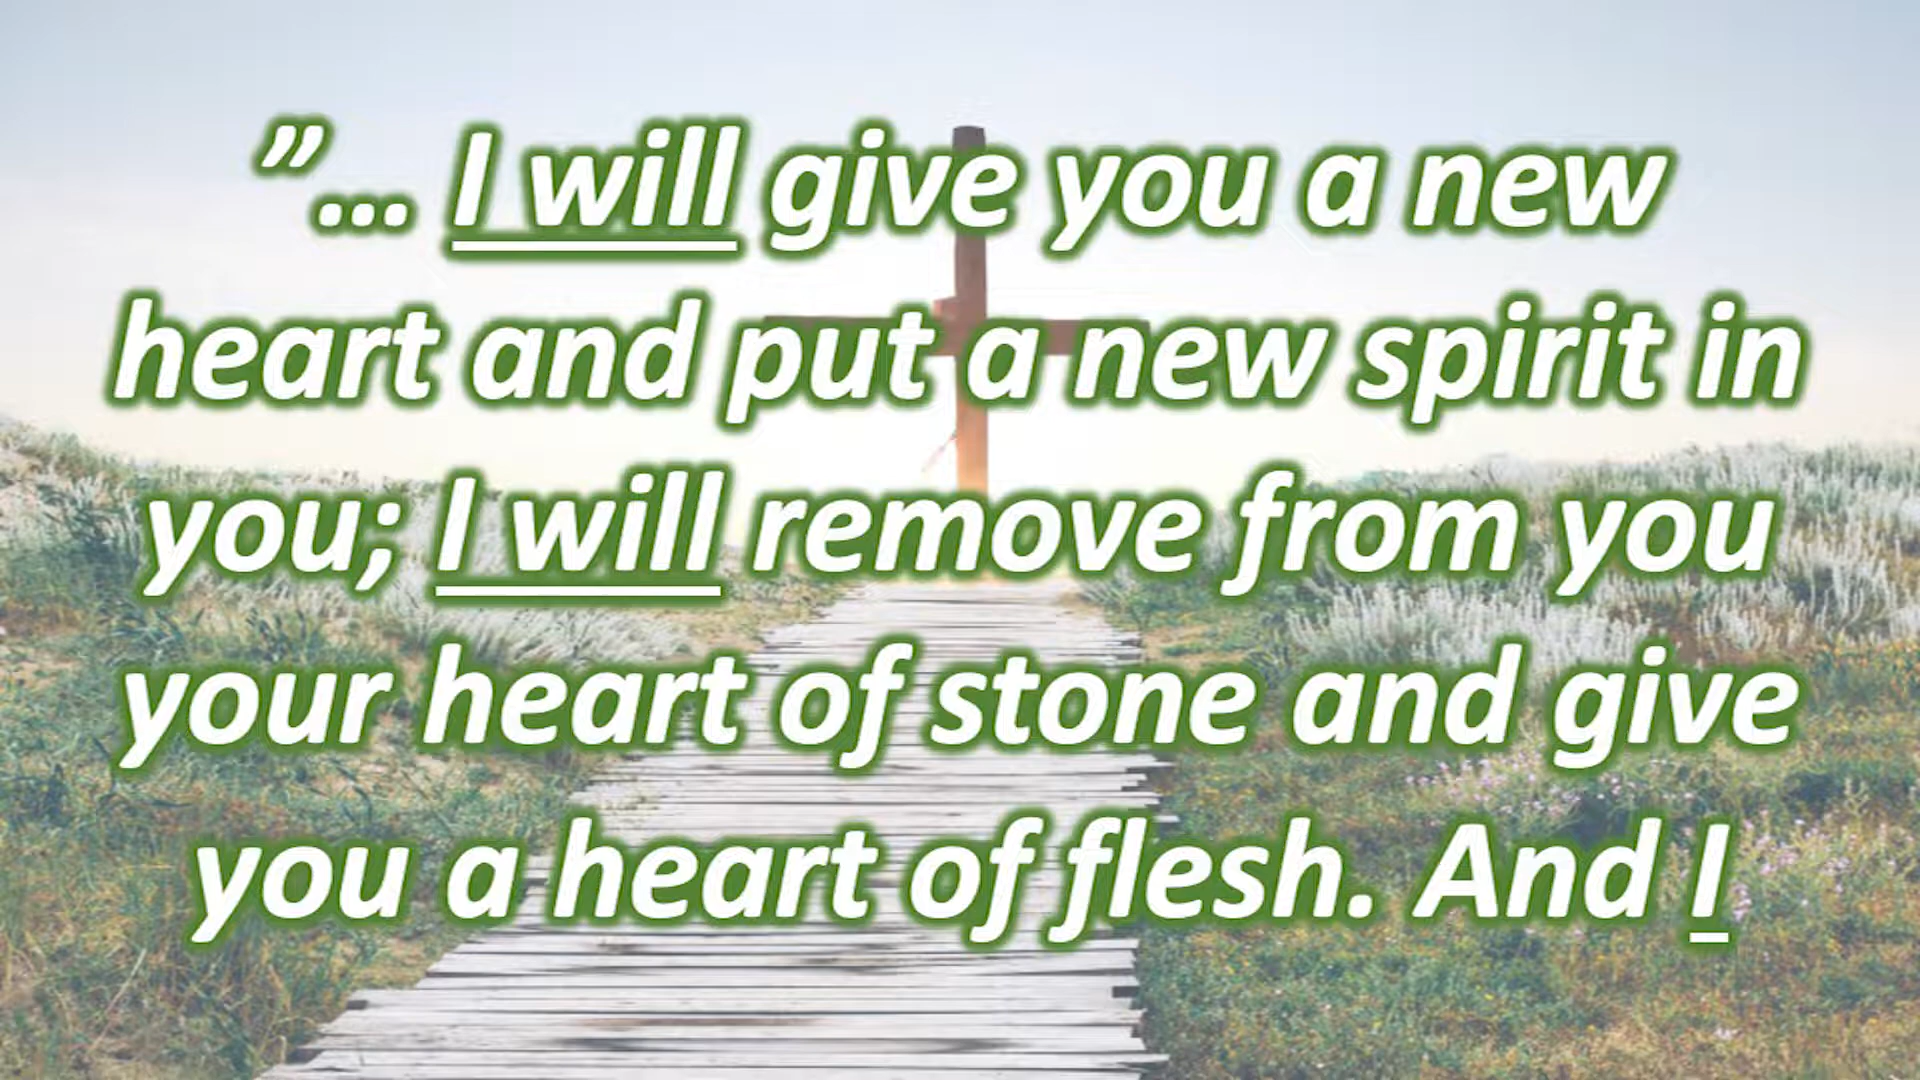 ”... I will give you a new
heart and put a new spirit in
you; I will remove from you
your heart of stone and give
you a heart of flesh. And I